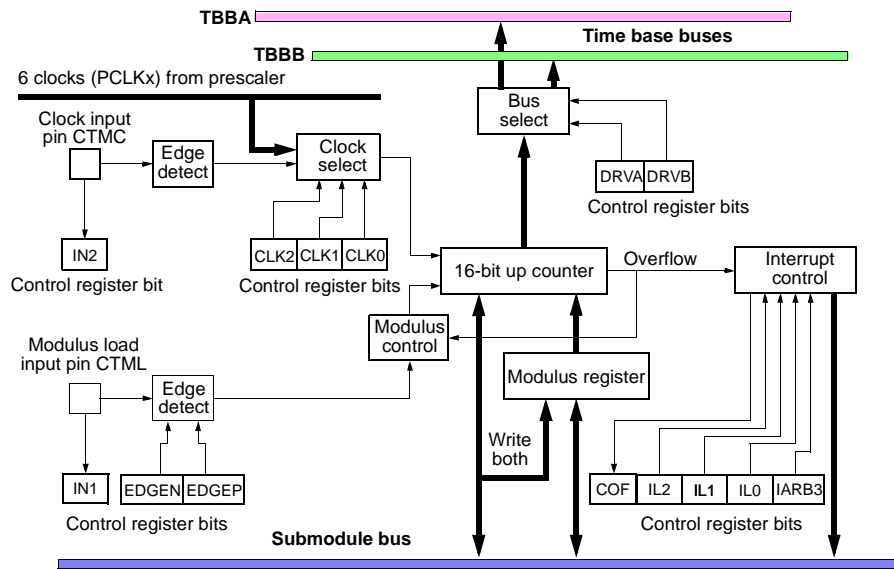 TBBA
Time base buses
TBBB
6 clocks (PCLKx) from prescaler
Clock input
pin CTMC
Edge
detect
Clock
select
Bus
select
DRVA DRVB
Control register bits
IN2
Control register bit
CLK2 CLK1 CLK0
Control register bits
16-bit up counter
Overflow
Interrupt
control
Modulus
control
Modulus load
input pin CTML
Edge
detect
Modulus register
Write
both
IN1
EDGEN EDGEP
Control register bits
COF IL2 IL1 IL0 IARB3
Control register bits
Submodule bus